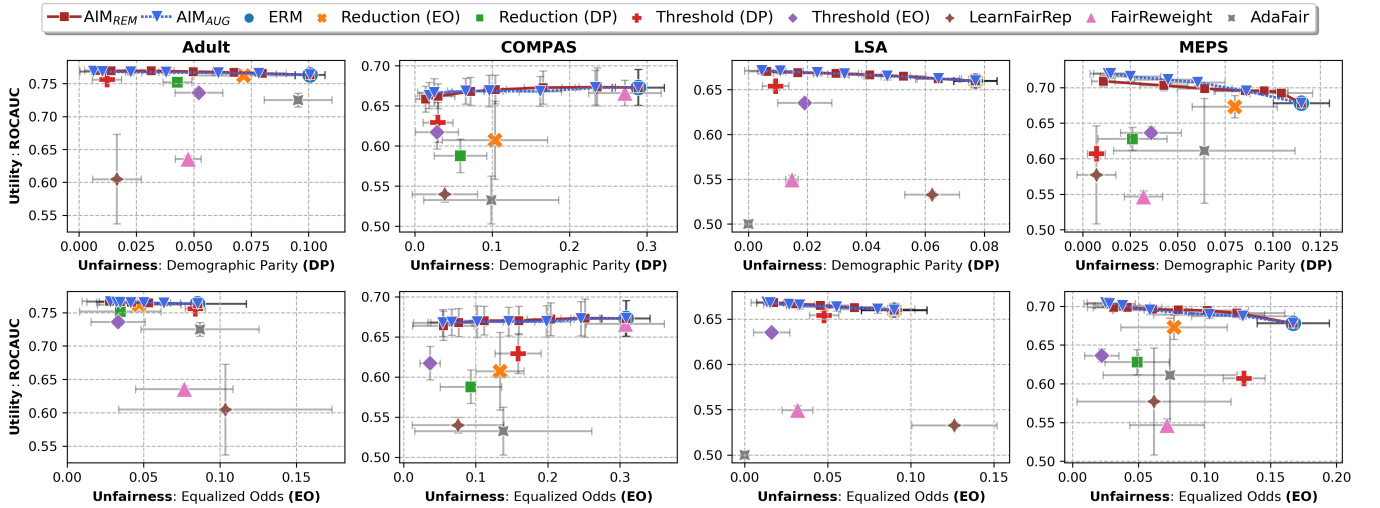 AIM_REM AIM_AUG ERM Reduction (EO) Reduction (DP) Threshold (DP) Threshold (EO) LearnFairRep FairReweight AdaFair
Adult COMPAS LSA MEPS
Utility: ROCAUC
0.75
0.70
0.65
0.60
0.55
0.000 0.025 0.050 0.075 0.100
Unfairness: Demographic Parity (DP)
0.70
0.65
0.60
0.55
0.50
0.0 0.1 0.2 0.3
Unfairness: Demographic Parity (DP)
0.65
0.60
0.55
0.50
0.00 0.02 0.04 0.06 0.08
Unfairness: Demographic Parity (DP)
0.70
0.65
0.60
0.55
0.50
0.000 0.025 0.050 0.075 0.100 0.125
Unfairness: Demographic Parity (DP)
Utility: ROCAUC
0.75
0.70
0.65
0.60
0.55
0.00 0.05 0.10 0.15
Unfairness: Equalized Odds (EO)
0.70
0.65
0.60
0.55
0.50
0.0 0.1 0.2 0.3
Unfairness: Equalized Odds (EO)
0.65
0.60
0.55
0.50
0.00 0.05 0.10 0.15
Unfairness: Equalized Odds (EO)
0.70
0.65
0.60
0.55
0.50
0.00 0.05 0.10 0.15 0.20
Unfairness: Equalized Odds (EO)